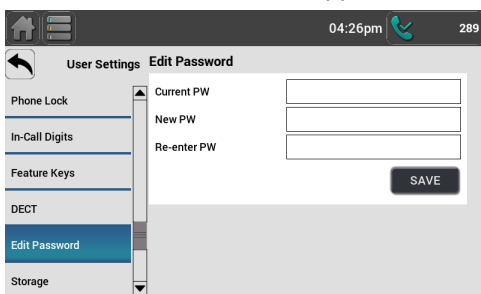 04:26pm 289
User Settings Edit Password
Phone Lock
In-Call Digits
Feature Keys
DECT
Edit Password
Storage
Current PW
New PW
Re-enter PW
SAVE